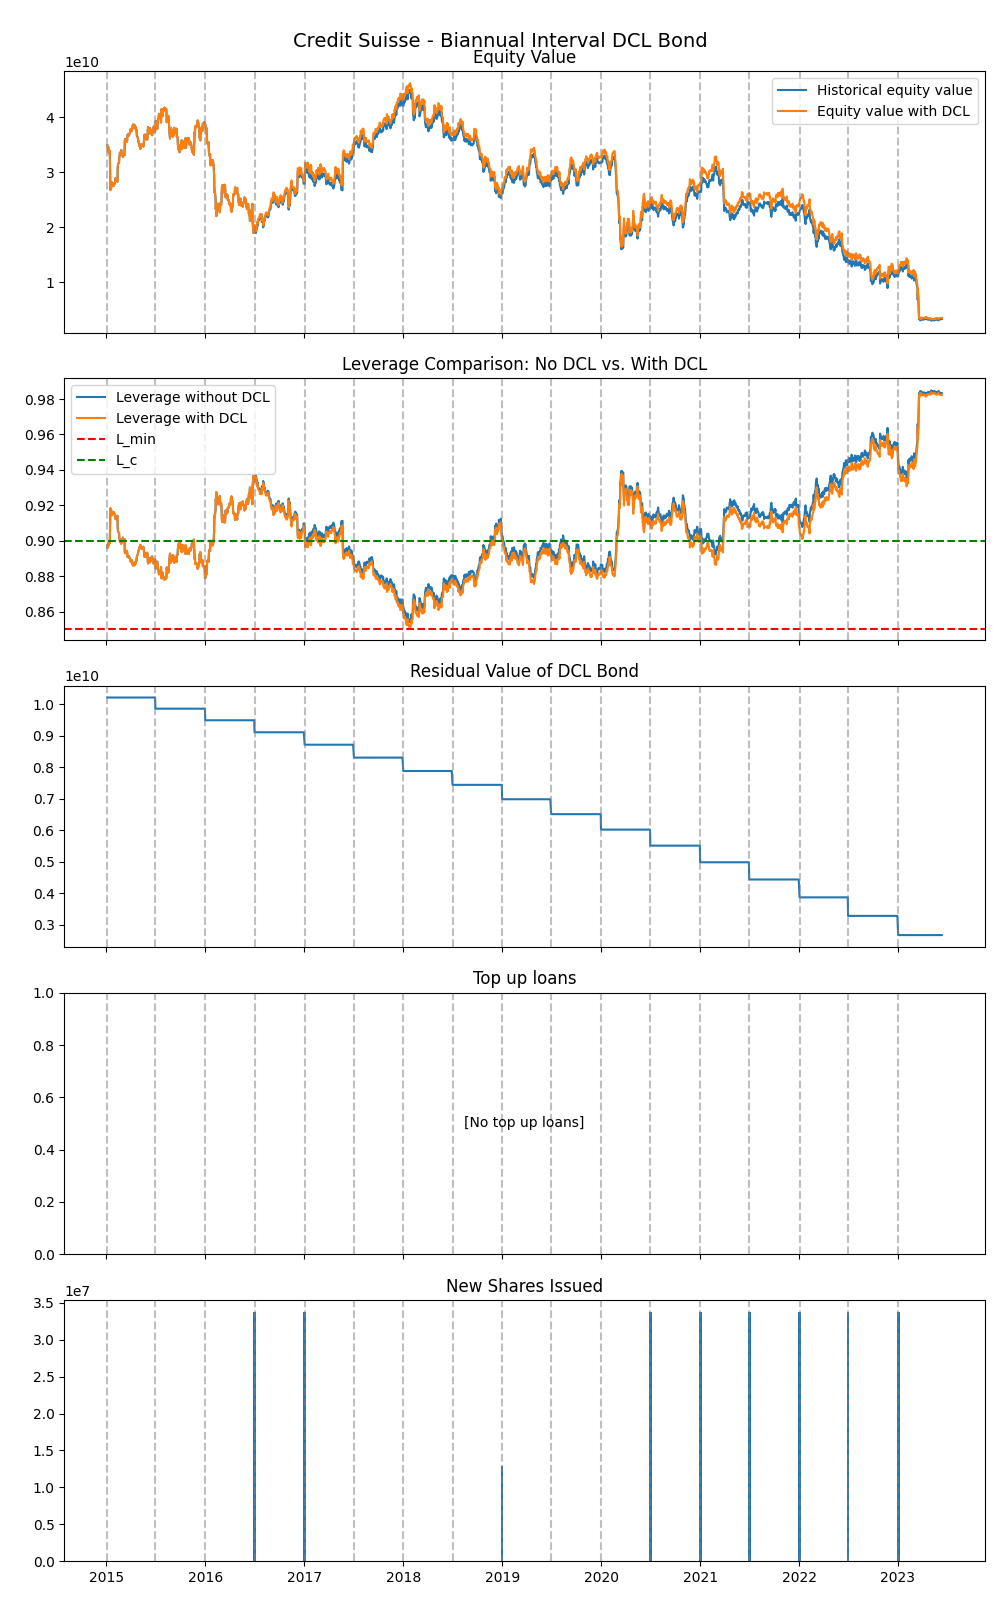 Credit Suisse - Biannual Interval DCL Bond
Equity Value
1e10
Historical equity value
Equity value with DCL
4
3
2
1
Leverage Comparison: No DCL vs. With DCL
Leverage without DCL
Leverage with DCL
L_min
L_c
0.98
0.96
0.94
0.92
0.90
0.88
0.86
Residual Value of DCL Bond
1e10
1.0
0.9
0.8
0.7
0.6
0.5
0.4
0.3
Top up loans
1.0
0.8
0.6
[No top up loans]
0.4
0.2
0.0
New Shares Issued
1e7
3.5
3.0
2.5
2.0
1.5
1.0
0.5
0.0
2015 2016 2017 2018 2019 2020 2021 2022 2023